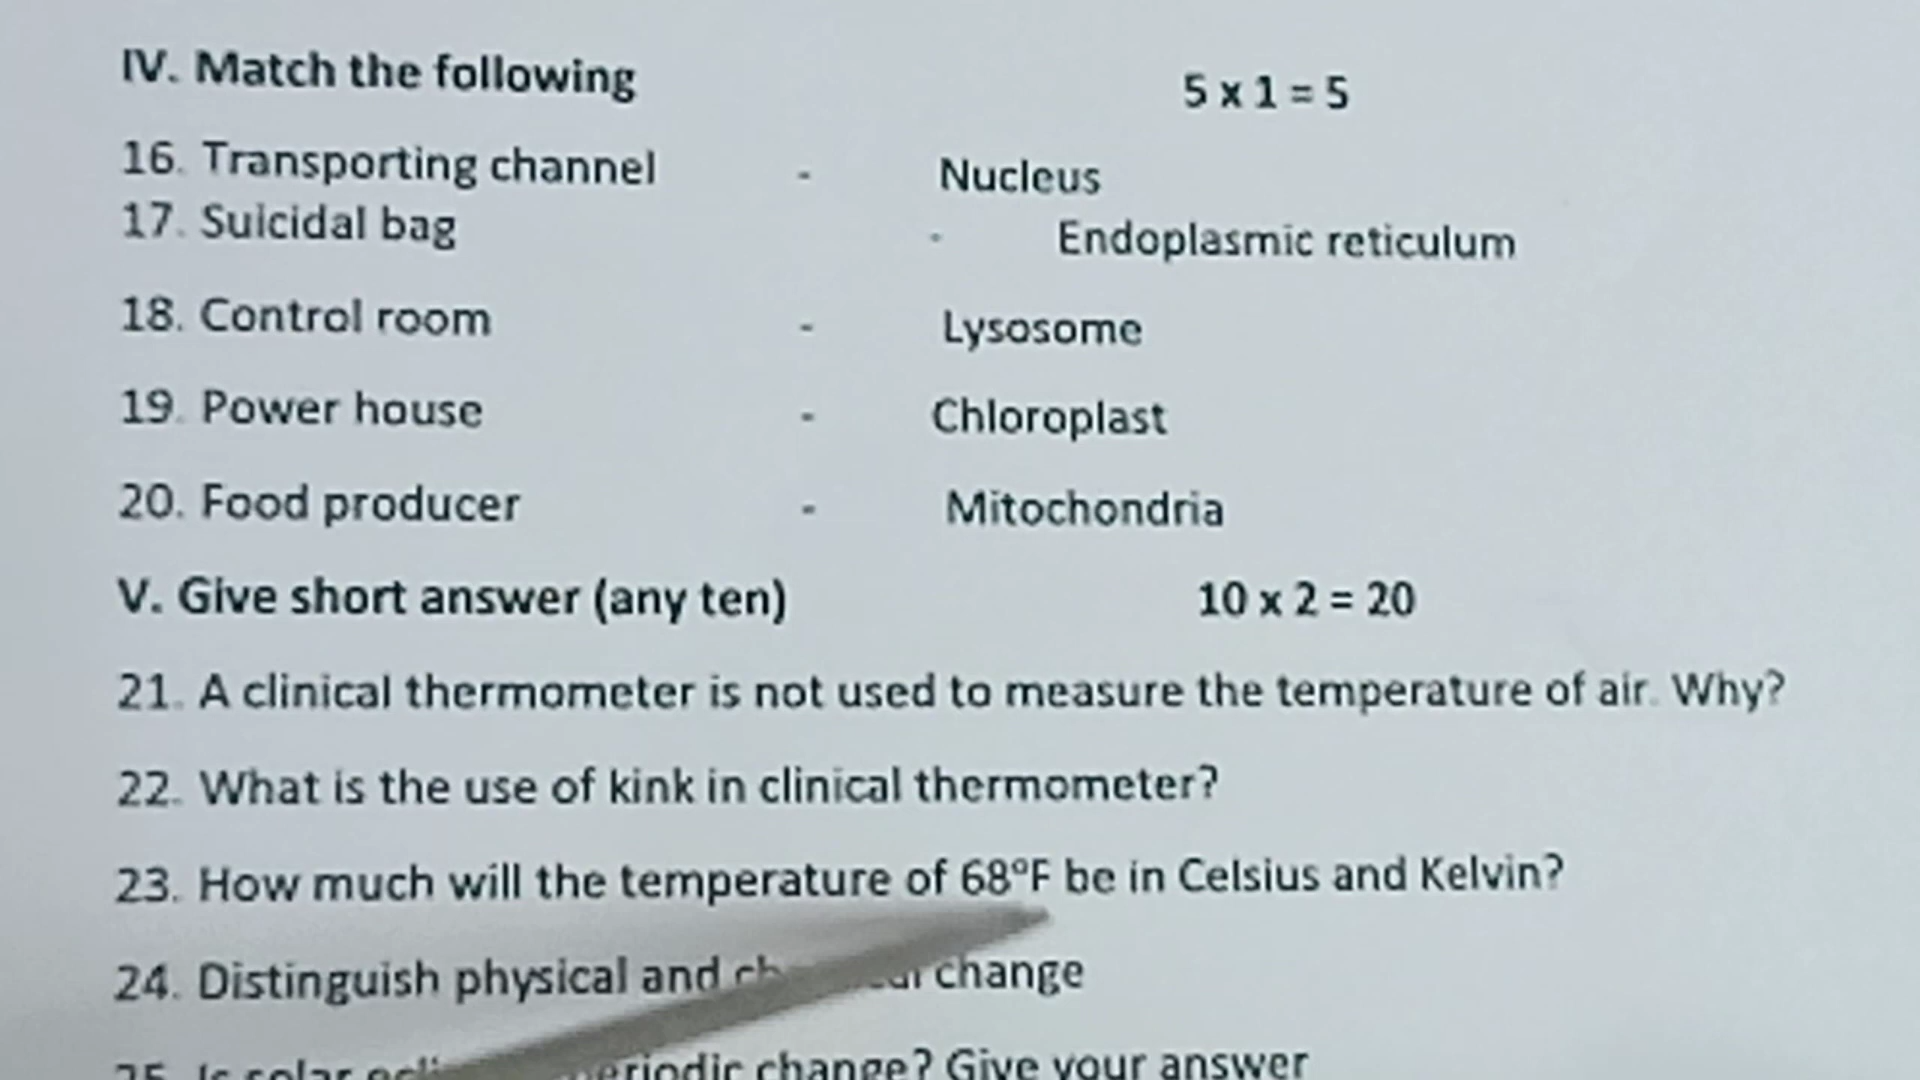 IV. Match the following 5 x 1 = 5
16. Transporting channel - Nucleus
17. Suicidal bag - Endoplasmic reticulum
18. Control room - Lysosome
19. Power house - Chloroplast
20. Food producer - Mitochondria
V. Give short answer (any ten) 10 x 2 = 20
21. A clinical thermometer is not used to measure the temperature of air. Why?
22. What is the use of kink in clinical thermometer?
23. How much will the temperature of 68°F be in Celsius and Kelvin?
24. Distinguish physical and change
25. Is solar change? Give your answer